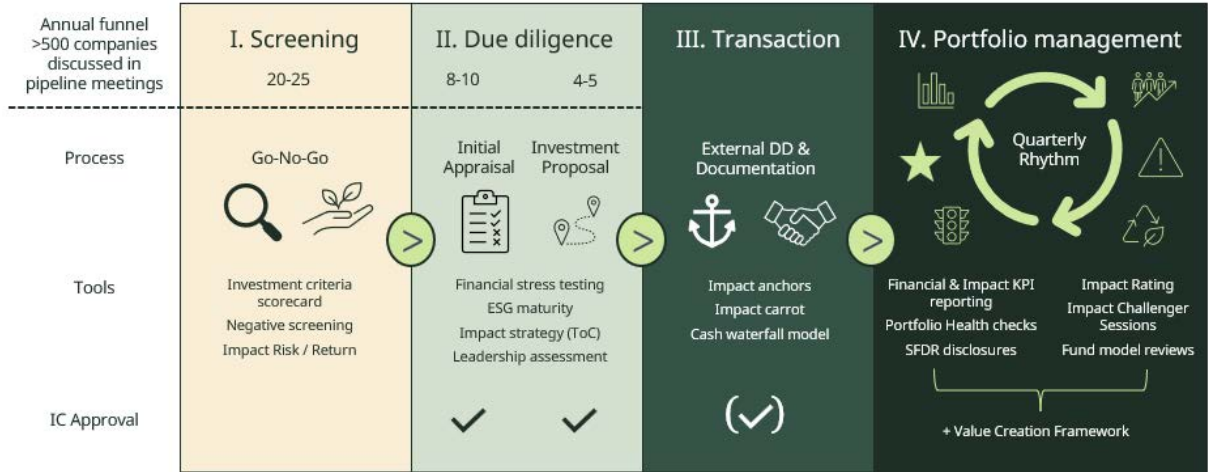 Annual funnel
>500 companies
discussed in
pipeline meetings
I. Screening
20-25
II. Due diligence
8-10
4-5
III. Transaction
IV. Portfolio management
Process
Go-No-Go
Initial
Appraisal
Investment
Proposal
External DD &
Documentation
Quarterly
Rhythm
>
>
>
Tools
Investment criteria
scorecard
Negative screening
Impact Risk / Return
Financial stress testing
ESG maturity
Impact strategy (ToC)
Leadership assessment
Impact anchors
Impact carrot
Cash waterfall model
Financial & Impact KPI
reporting
Portfolio Health checks
SFDR disclosures
Impact Rating
Impact Challenger
Sessions
Fund model reviews
IC Approval
+ Value Creation Framework